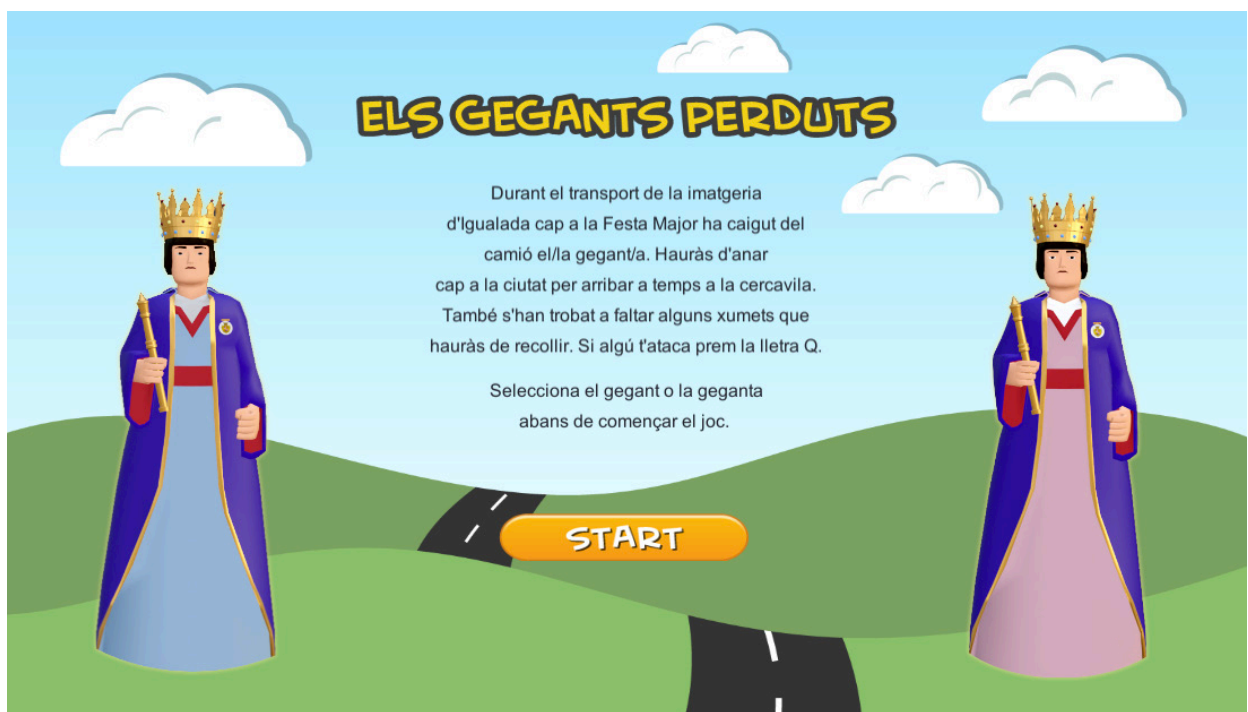 ELS GEGANTS PERDUTS
Durant el transport de la imatgeria
d'Igualada cap a la Festa Major ha caigut del
camió el/la gegant/a. Hauràs d'anar
cap a la ciutat per arribar a temps a la cercavila.
També s'han trobat a faltar alguns xumets que
hauràs de recollir. Si algú t'ataca prem la lletra Q.
Selecciona el gegant o la geganta
abans de començar el joc.
START